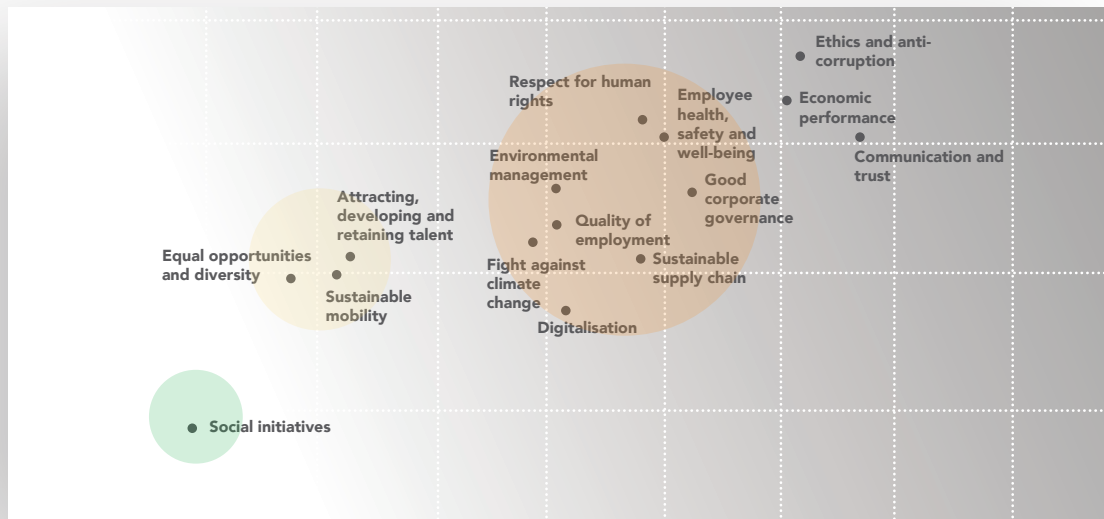 Ethics and anti-
corruption
Respect for human
rights
Employee
health,
safety and
well-being
Economic
performance
Communication and
trust
Environmental
management
Good
corporate
governance
Attracting,
developing and
retaining talent
Quality of
employment
Equal opportunities
and diversity
Fight against
climate
change
Sustainable
supply chain
Sustainable
mobility
Digitalisation
Social initiatives